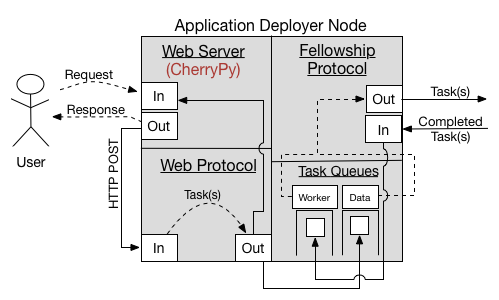 Application Deployer Node
Web Server
(CherryPy)
Fellowship
Protocol
Request
Response
User
In
Out
HTTP POST
Out
In
Task(s)
Completed
Task(s)
Web Protocol
Task(s)
In
Out
Task Queues
Worker
Data